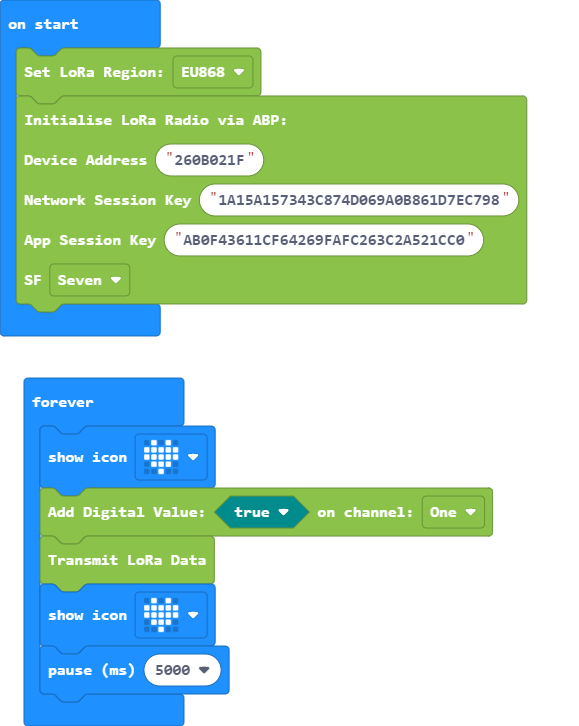 on start
Set LoRa Region: EU868
Initialise LoRa Radio via ABP:
Device Address "260B021F"
Network Session Key "1A15A157343C874D069A0B861D7EC798"
App Session Key "AB0F43611CF64269FAFC263C2A521CC0"
SF Seven
forever
show icon
Add Digital Value: true on channel: One
Transmit LoRa Data
show icon
pause (ms) 5000